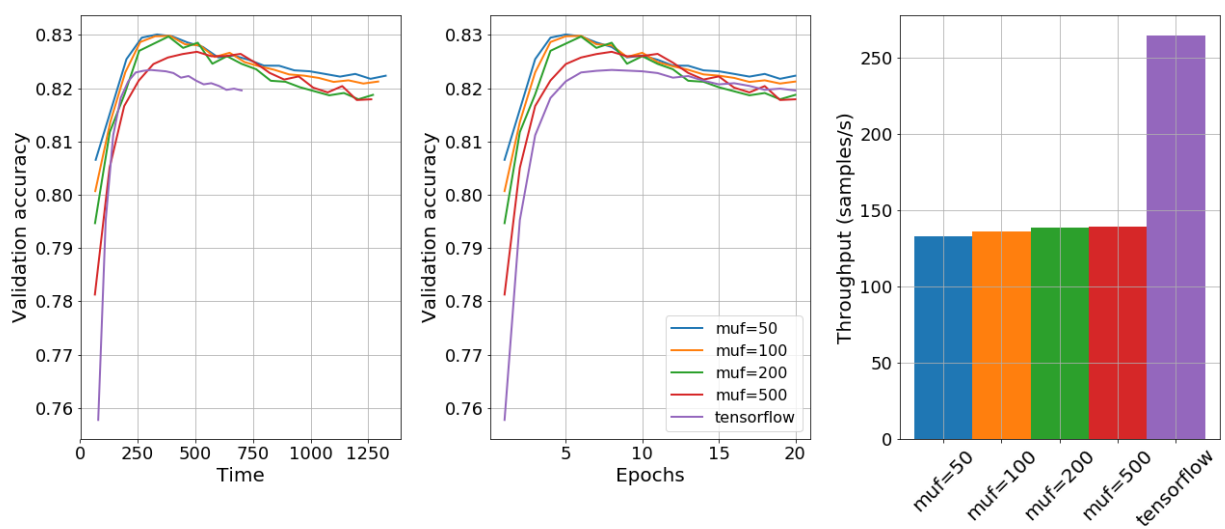 Validation accuracy
0.83
0.82
0.81
0.80
0.79
0.78
0.77
0.76
0 250 500 750 1000 1250
Time
Validation accuracy
0.83
0.82
0.81
0.80
0.79
0.78
0.77
0.76
muf=50
muf=100
muf=200
muf=500
tensorflow
5 10 15 20
Epochs
Throughput (samples/s)
250
200
150
100
50
0
muf=50
muf=100
muf=200
muf=500
tensorflow